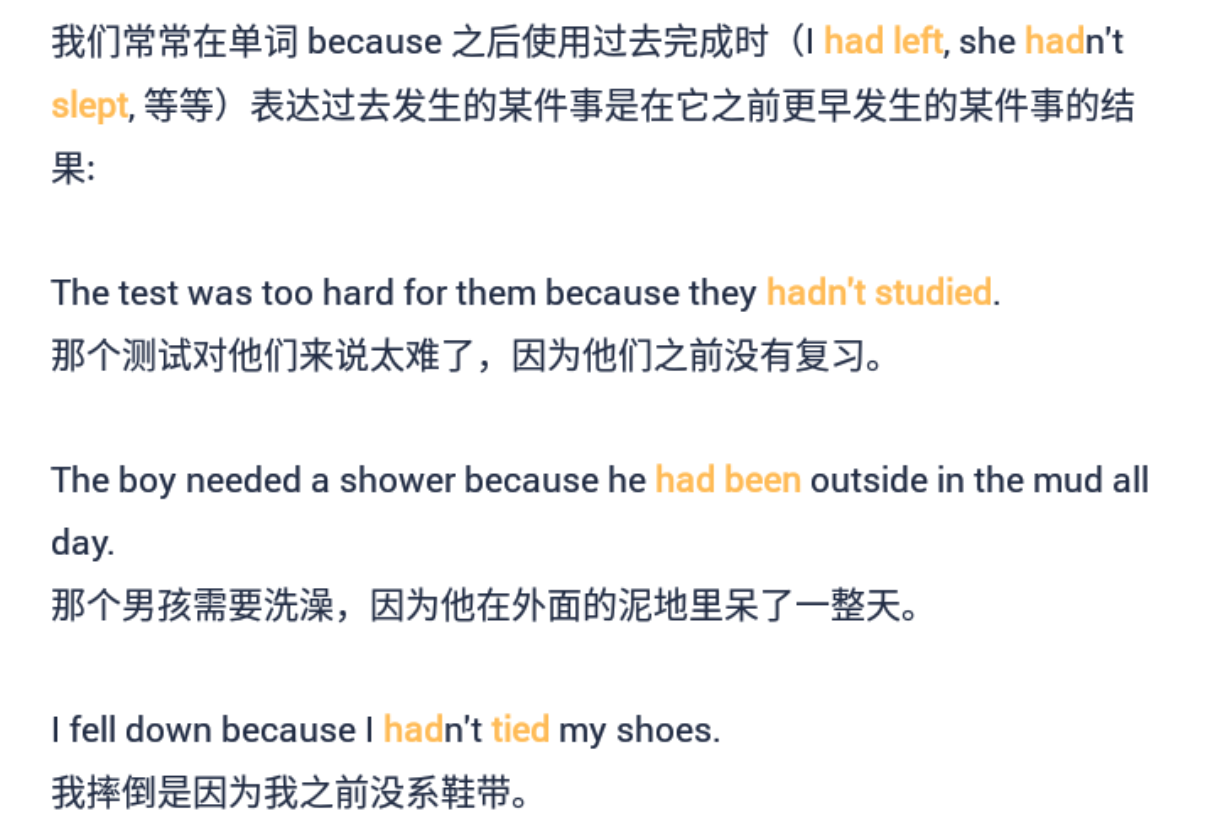 我们常常在单词 because 之后使用过去完成时（I had left, she hadn't
slept, 等等）表达过去发生的某件事是在它之前更早发生的某件事的结
果:
The test was too hard for them because they hadn't studied.
那个测试对他们来说太难了，因为他们之前没有复习。
The boy needed a shower because he had been outside in the mud all
day.
那个男孩需要洗澡，因为他在外面的泥地里呆了一整天。
I fell down because I hadn't tied my shoes.
我摔倒是因为我之前没系鞋带。